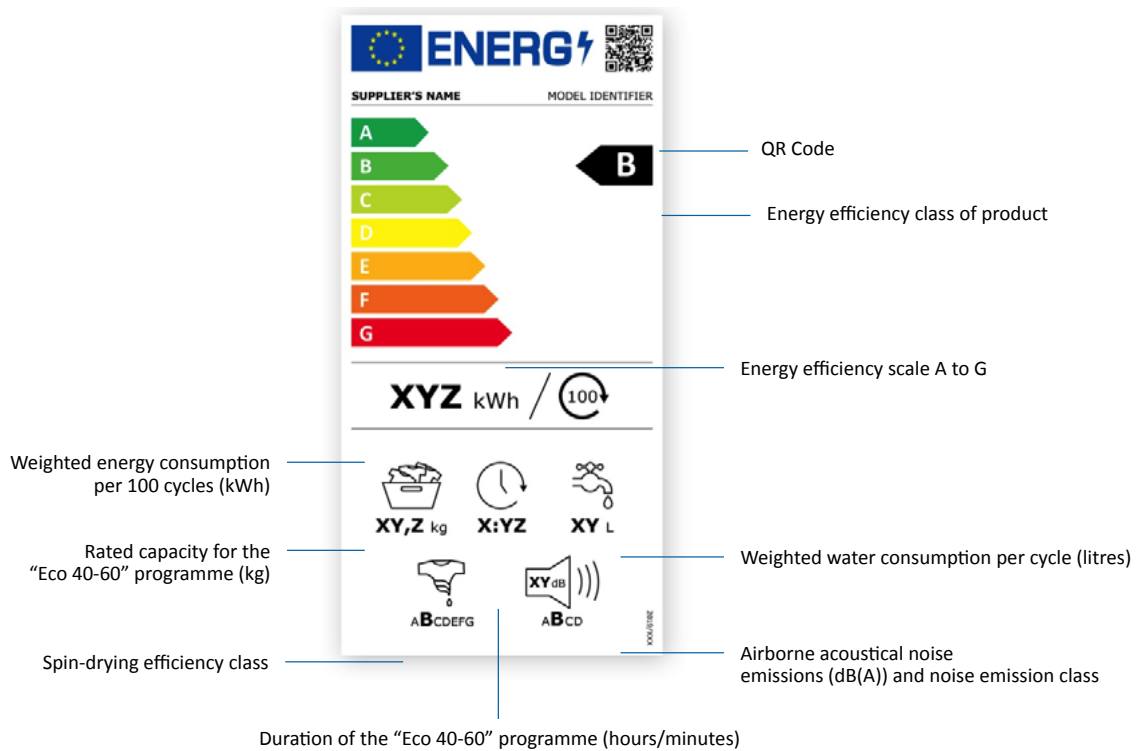 ENERG
SUPPLIER'S NAME MODEL IDENTIFIER
A
B
B
C
D
E
F
G
QR Code
Energy efficiency class of product
Energy efficiency scale A to G
XYZ kWh / 100
Weighted energy consumption
per 100 cycles (kWh)
XY,Z kg X:YZ XY L
Rated capacity for the
“Eco 40-60” programme (kg)
Weighted water consumption per cycle (litres)
XY dB
ABCDEFG ABCD
2019/XXX
Spin-drying efficiency class
Airborne acoustical noise
emissions (dB(A)) and noise emission class
Duration of the “Eco 40-60” programme (hours/minutes)